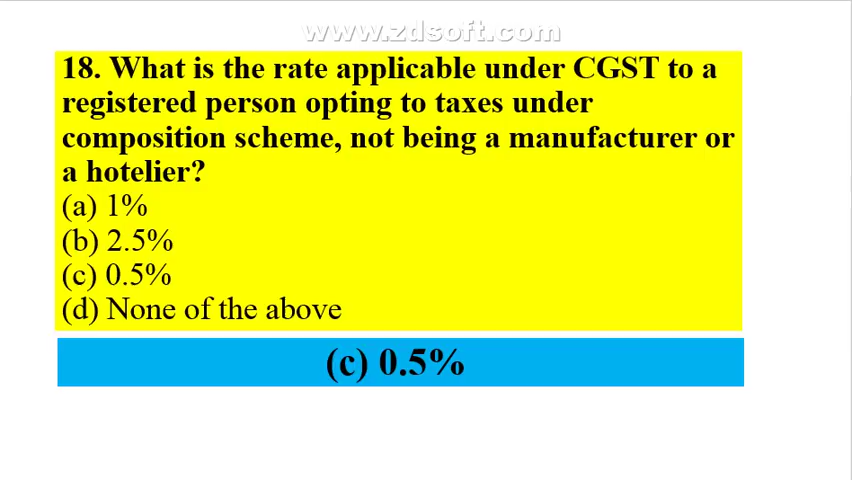 www.zdsoft.com
18. What is the rate applicable under CGST to a
registered person opting to taxes under
composition scheme, not being a manufacturer or
a hotelier?
(a) 1%
(b) 2.5%
(c) 0.5%
(d) None of the above
(c) 0.5%